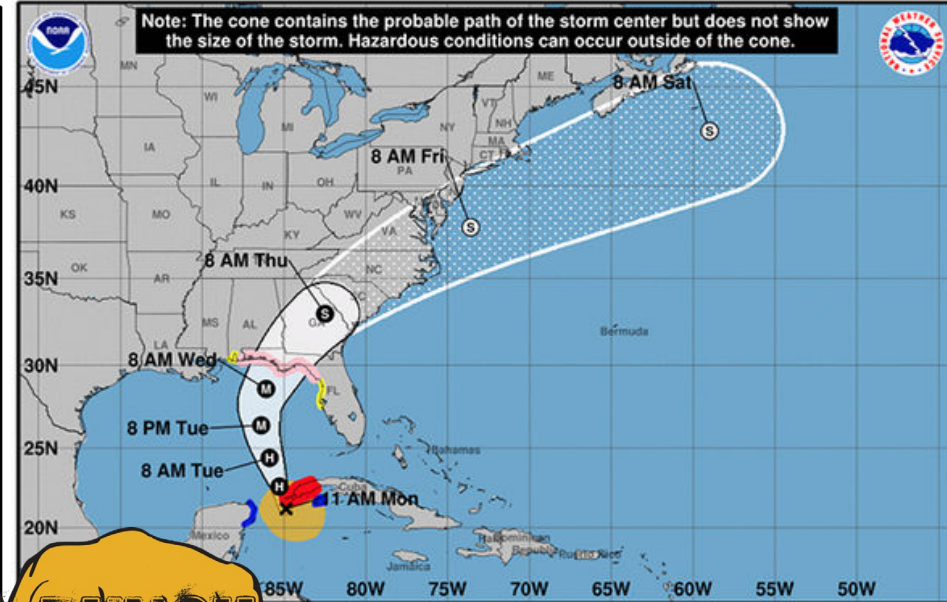 Note: The cone contains the probable path of the storm center but does not show
the size of the storm. Hazardous conditions can occur outside of the cone.
NOAA
NATIONAL WEATHER SERVICE
MN
ME
45N
8 AM Sat
WI
VT
NH
S
MI
NY
MA
IA
8 AM Fri
CT
PA
40N
IL
IN
OH
KS
MO
WV
S
VA
KY
8 AM Thu
OK
AR
NC
35N
S
MS
AL
GA
Bermuda
LA
8 AM Wed
30N
M
FL
8 PM Tue
M
25N
Bahamas
8 AM Tue
H
H
Cuba
11 AM Mon
20N
Mexico
Dominican
Republic
Puerto Rico
Jamaica
85W
80W
75W
70W
65W
60W
55W
50W